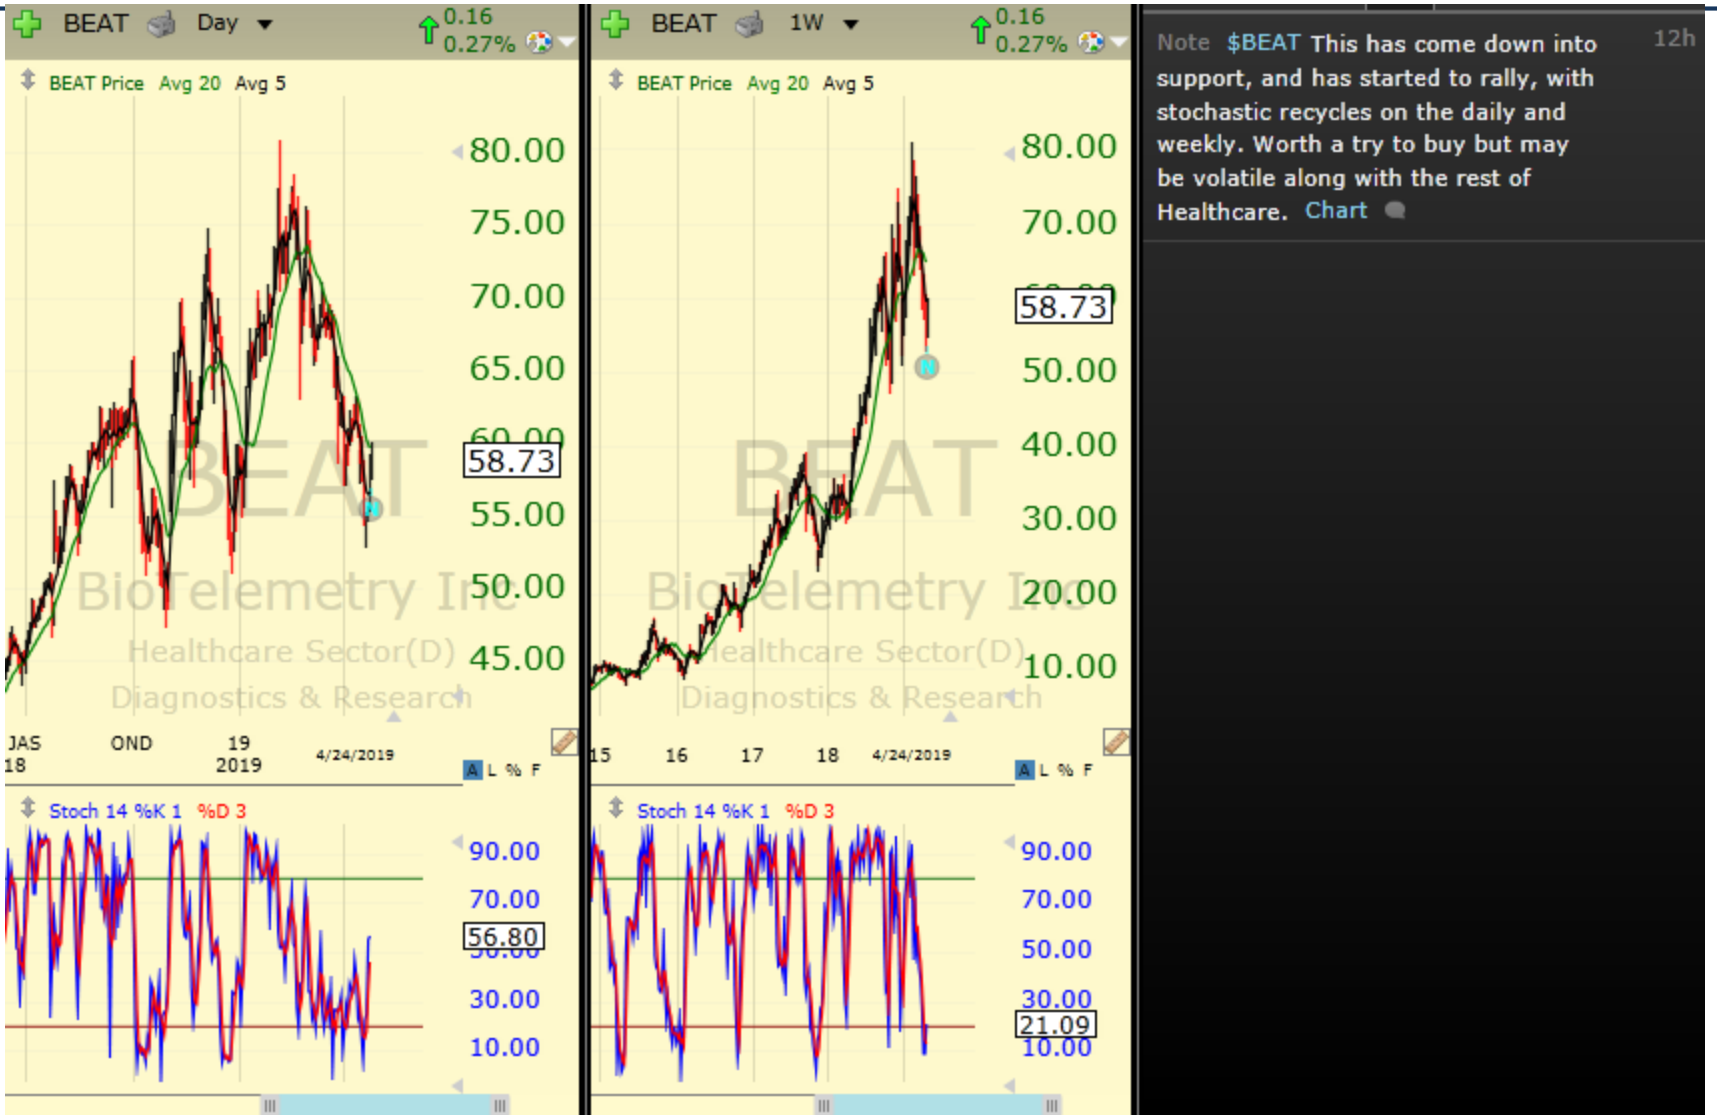 BEAT Day 0.16
0.27%
BEAT Price Avg 20 Avg 5
80.00
75.00
70.00
65.00
60.00
58.73
55.00
50.00
45.00
BEAT
BioTelemetry Inc
Healthcare Sector(D)
Diagnostics & Research
JAS OND 19 4/24/2019
18 2019
A L % F
Stoch 14 %K 1 %D 3
90.00
70.00
56.80
50.00
30.00
10.00
BEAT 1W 0.16
0.27%
BEAT Price Avg 20 Avg 5
80.00
70.00
60.00
58.73
50.00
40.00
30.00
20.00
10.00
N
BEAT
BioTelemetry Inc
Healthcare Sector(D)
Diagnostics & Research
15 16 17 18 4/24/2019
A L % F
Stoch 14 %K 1 %D 3
90.00
70.00
50.00
30.00
21.09
10.00
Note $BEAT This has come down into 12h
support, and has started to rally, with
stochastic recycles on the daily and
weekly. Worth a try to buy but may
be volatile along with the rest of
Healthcare. Chart